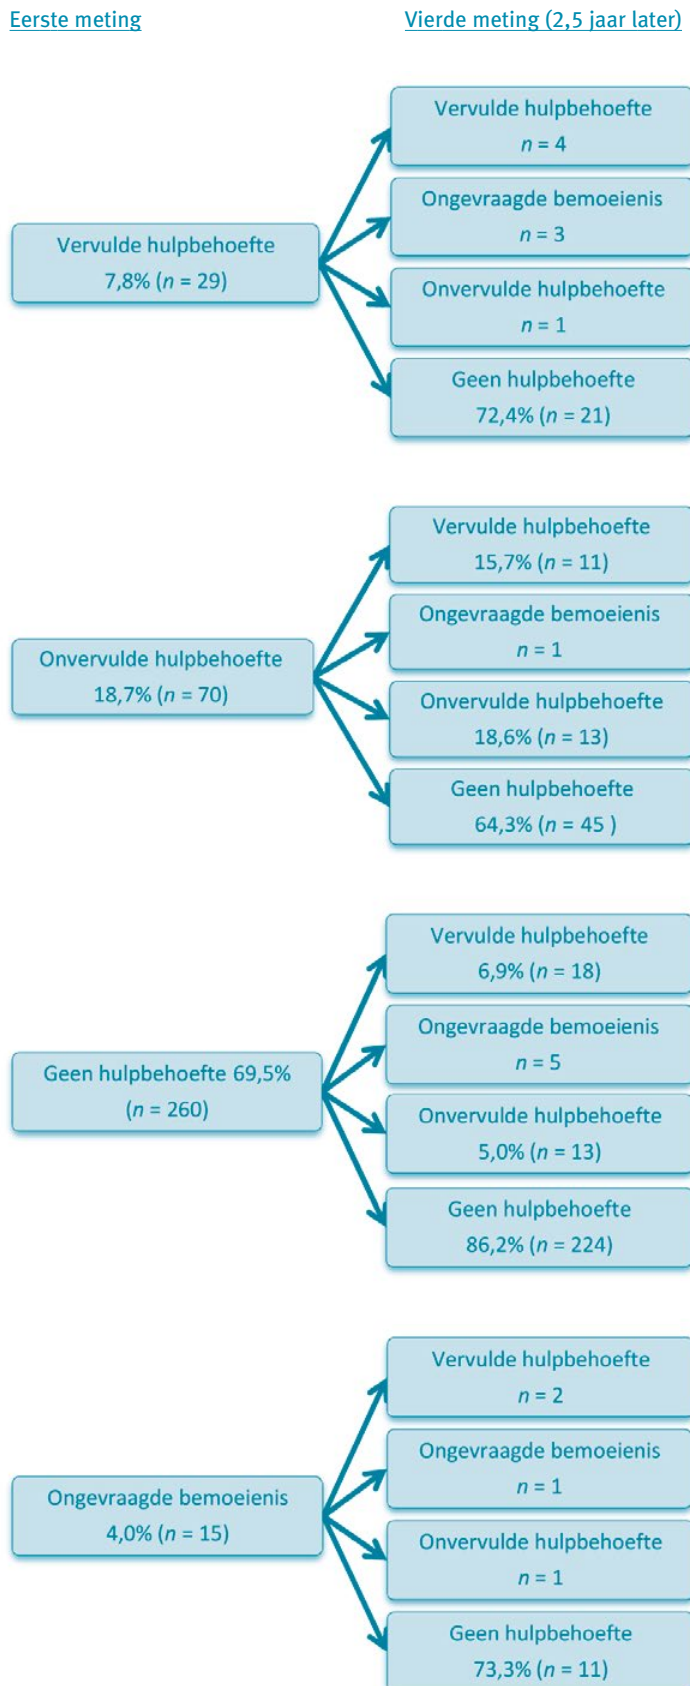 Eerste meting
Vierde meting (2,5 jaar later)
Vervulde hulpbehoefte
7,8% (n = 29)
Vervulde hulpbehoefte
n = 4
Ongevraagde bemoeienis
n = 3
Onvervulde hulpbehoefte
n = 1
Geen hulpbehoefte
72,4% (n = 21)
Onvervulde hulpbehoefte
18,7% (n = 70)
Vervulde hulpbehoefte
15,7% (n = 11)
Ongevraagde bemoeienis
n = 1
Onvervulde hulpbehoefte
18,6% (n = 13)
Geen hulpbehoefte
64,3% (n = 45 )
Geen hulpbehoefte 69,5%
(n = 260)
Vervulde hulpbehoefte
6,9% (n = 18)
Ongevraagde bemoeienis
n = 5
Onvervulde hulpbehoefte
5,0% (n = 13)
Geen hulpbehoefte
86,2% (n = 224)
Ongevraagde bemoeienis
4,0% (n = 15)
Vervulde hulpbehoefte
n = 2
Ongevraagde bemoeienis
n = 1
Onvervulde hulpbehoefte
n = 1
Geen hulpbehoefte
73,3% (n = 11)